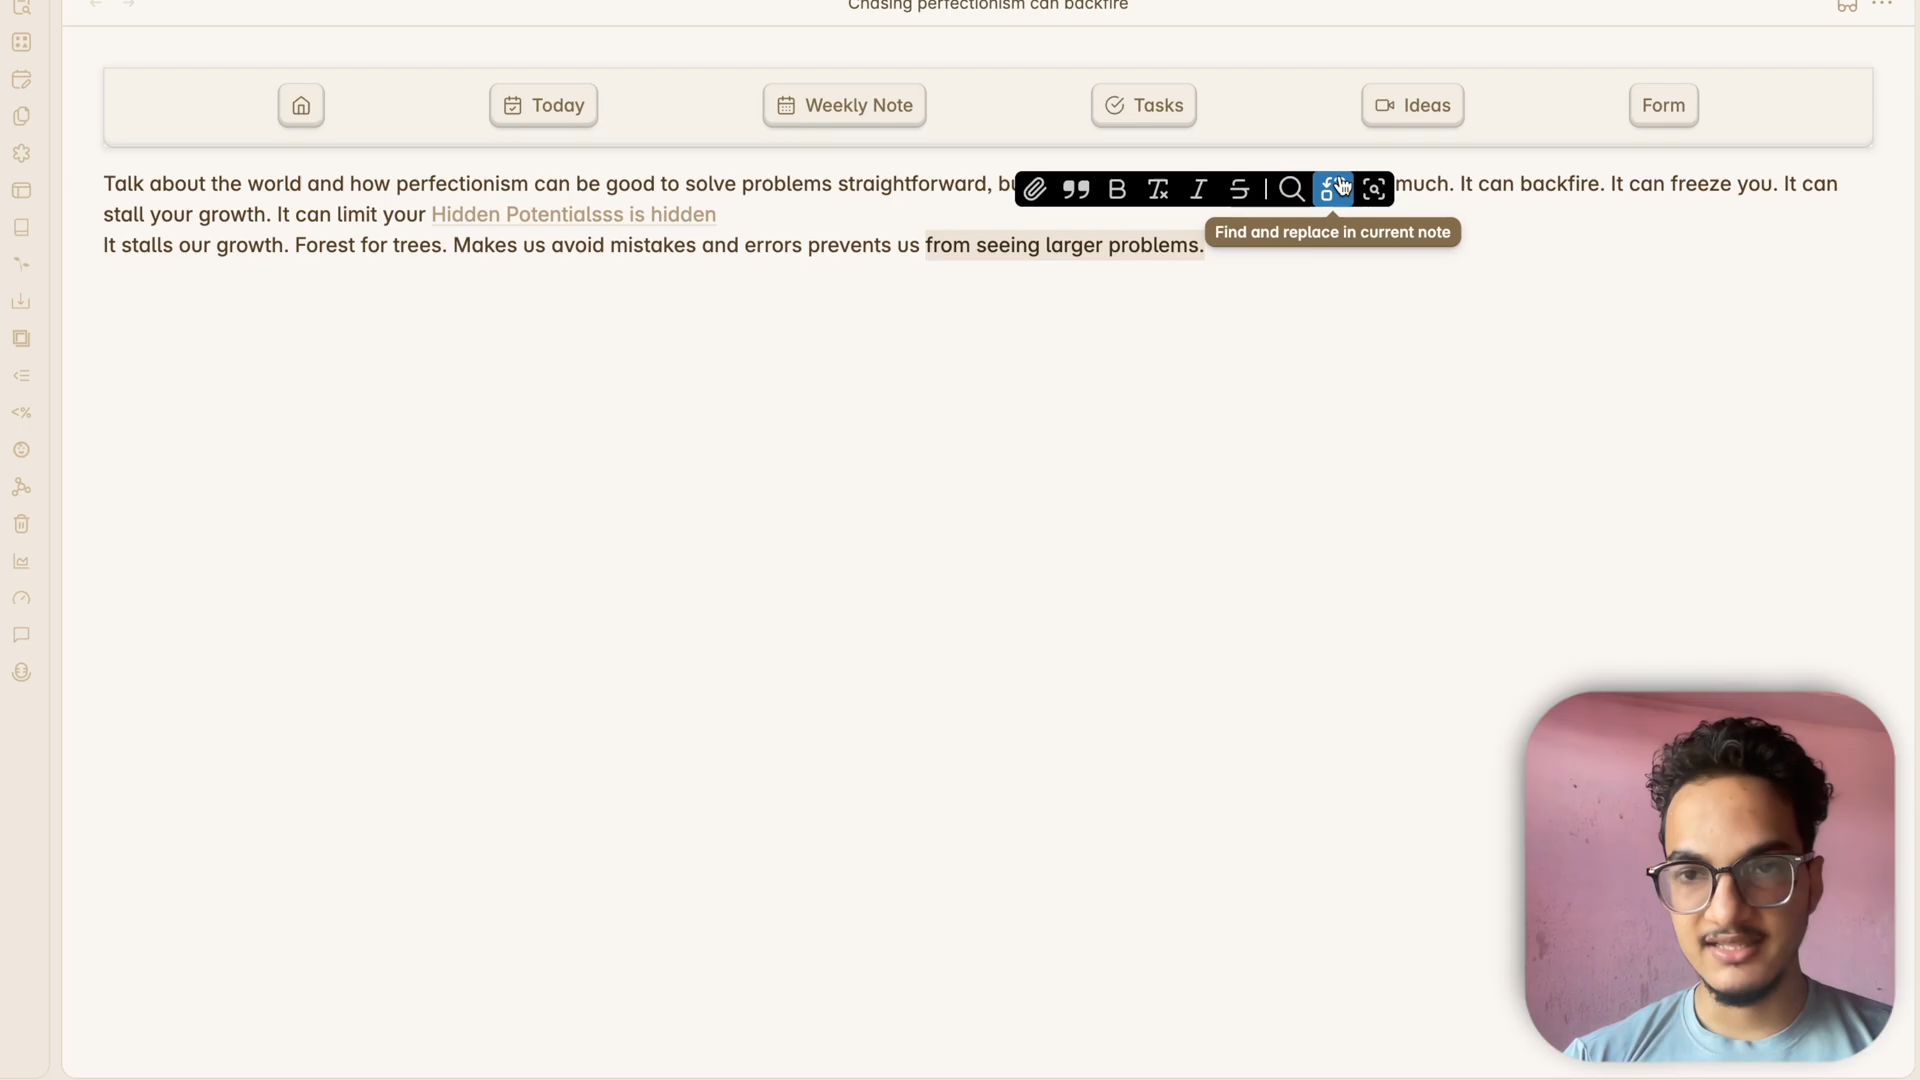 Chasing perfectionism can backfire
Today
Weekly Note
Tasks
Ideas
Form
Talk about the world and how perfectionism can be good to solve problems straightforward, but much. It can backfire. It can freeze you. It can
stall your growth. It can limit your Hidden Potentialsss is hidden
Find and replace in current note
It stalls our growth. Forest for trees. Makes us avoid mistakes and errors prevents us from seeing larger problems.